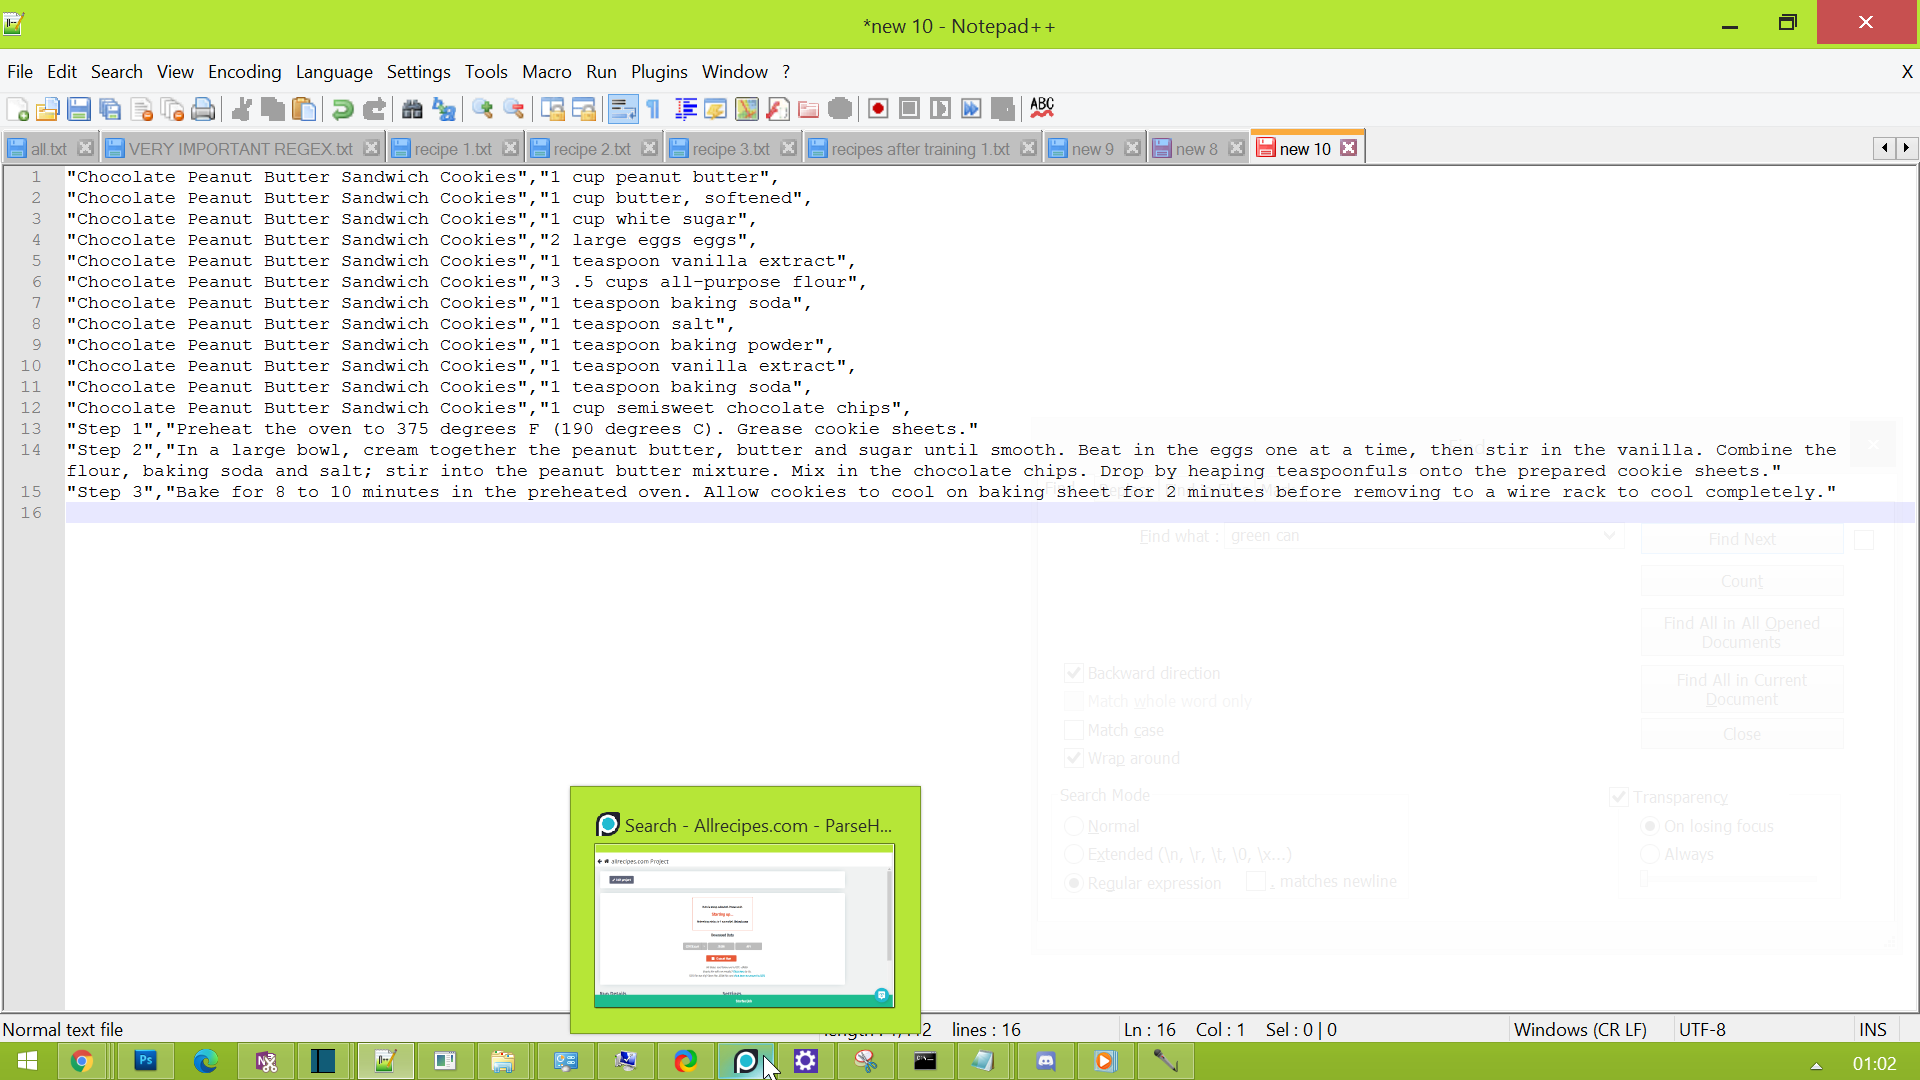 *new 10 - Notepad++
File Edit Search View Encoding Language Settings Tools Macro Run Plugins Window ? X
ABC
all.txt VERY IMPORTANT REGEX.txt recipe 1.txt recipe 2.txt recipe 3.txt recipes after training 1.txt new 9 new 8 new 10
1 "Chocolate Peanut Butter Sandwich Cookies","1 cup peanut butter",
2 "Chocolate Peanut Butter Sandwich Cookies","1 cup butter, softened",
3 "Chocolate Peanut Butter Sandwich Cookies","1 cup white sugar",
4 "Chocolate Peanut Butter Sandwich Cookies","2 large eggs eggs",
5 "Chocolate Peanut Butter Sandwich Cookies","1 teaspoon vanilla extract",
6 "Chocolate Peanut Butter Sandwich Cookies","3 .5 cups all-purpose flour",
7 "Chocolate Peanut Butter Sandwich Cookies","1 teaspoon baking soda",
8 "Chocolate Peanut Butter Sandwich Cookies","1 teaspoon salt",
9 "Chocolate Peanut Butter Sandwich Cookies","1 teaspoon baking powder",
10 "Chocolate Peanut Butter Sandwich Cookies","1 teaspoon vanilla extract",
11 "Chocolate Peanut Butter Sandwich Cookies","1 teaspoon baking soda",
12 "Chocolate Peanut Butter Sandwich Cookies","1 cup semisweet chocolate chips",
13 "Step 1","Preheat the oven to 375 degrees F (190 degrees C). Grease cookie sheets."
14 "Step 2","In a large bowl, cream together the peanut butter, butter and sugar until smooth. Beat in the eggs one at a time, then stir in the vanilla. Combine the
flour, baking soda and salt; stir into the peanut butter mixture. Mix in the chocolate chips. Drop by heaping teaspoonfuls onto the prepared cookie sheets."
15 "Step 3","Bake for 8 to 10 minutes in the preheated oven. Allow cookies to cool on baking sheet for 2 minutes before removing to a wire rack to cool completely."
16
Find what : green can
Find Next
Count
Find All in All Opened
Documents
Find All in Current
Document
Close
Backward direction
Match whole word only
Match case
Wrap around
Search Mode
Normal
Extended (\n, \r, \t, \0, \x...)
Regular expression
. matches newline
Transparency
On losing focus
Always
Search - Allrecipes.com - ParseH...
allrecipes.com Project
Normal text file
lines : 16 Ln : 16 Col : 1 Sel : 0 | 0 Windows (CR LF) UTF-8 INS
Ps
01:02